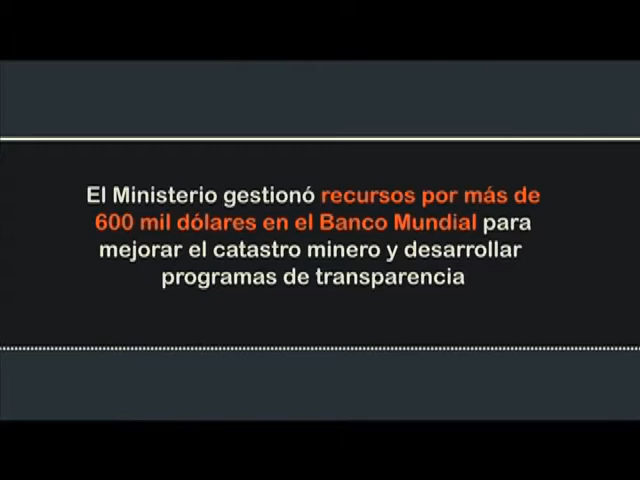 El Ministerio gestionó recursos por más de
600 mil dólares en el Banco Mundial para
mejorar el catastro minero y desarrollar
programas de transparencia